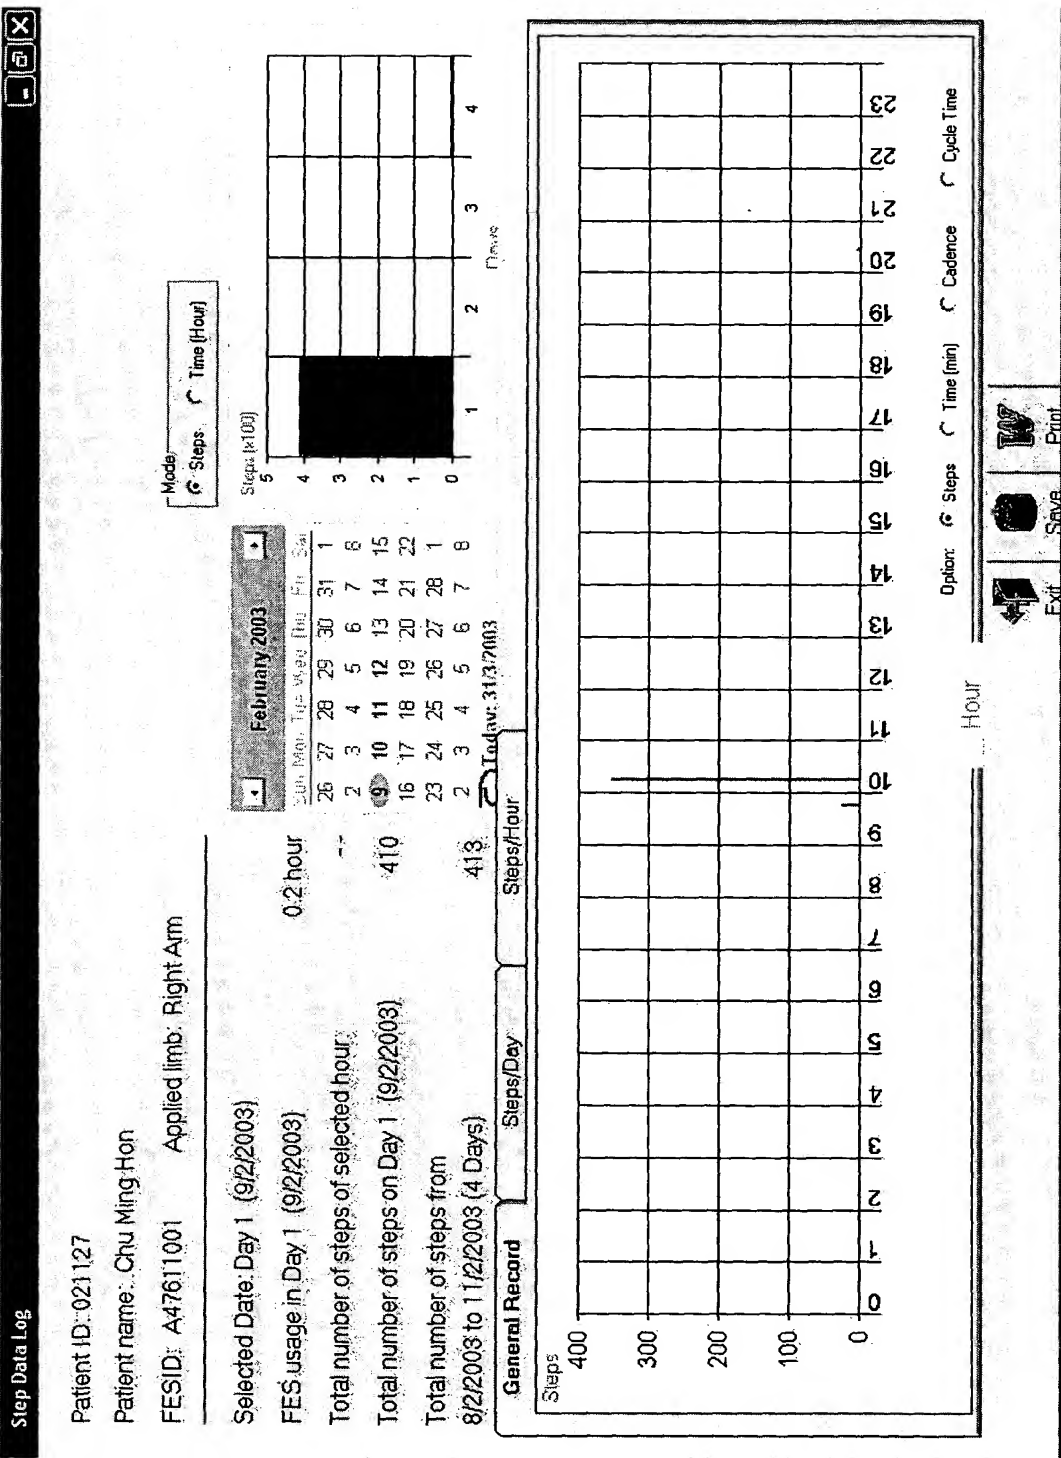 Step Data Log
Patient ID: 021127
Patient name: Chu Ming Hon
FESID: A47611001 Applied limb: Right Arm
Selected Date: Day 1 (9/2/2003)
FES usage in Day 1 (9/2/2003) 0.2 hour
Total number of steps of selected hour: --
Total number of steps on Day 1 (9/2/2003) 410
Total number of steps from
8/2/2003 to 11/2/2003 (4 Days) 413
February 2003
Sun Mon Tue Wed Thu Fri Sat
26 27 28 29 30 31 1
2 3 4 5 6 7 8
9 10 11 12 13 14 15
16 17 18 19 20 21 22
23 24 25 26 27 28 1
2 3 4 5 6 7 8
Today: 31/3/2003
Mode
Steps Time (Hour)
Steps (x100)
5
4
3
2
1
0
1 2 3 4
Days
General Record Steps/Day Steps/Hour
Steps
400
300
200
100
0
0 1 2 3 4 5 6 7 8 9 10 11 12 13 14 15 16 17 18 19 20 21 22 23
Hour
Option: Steps Time (min) Cadence Cycle Time
Exit Save Print